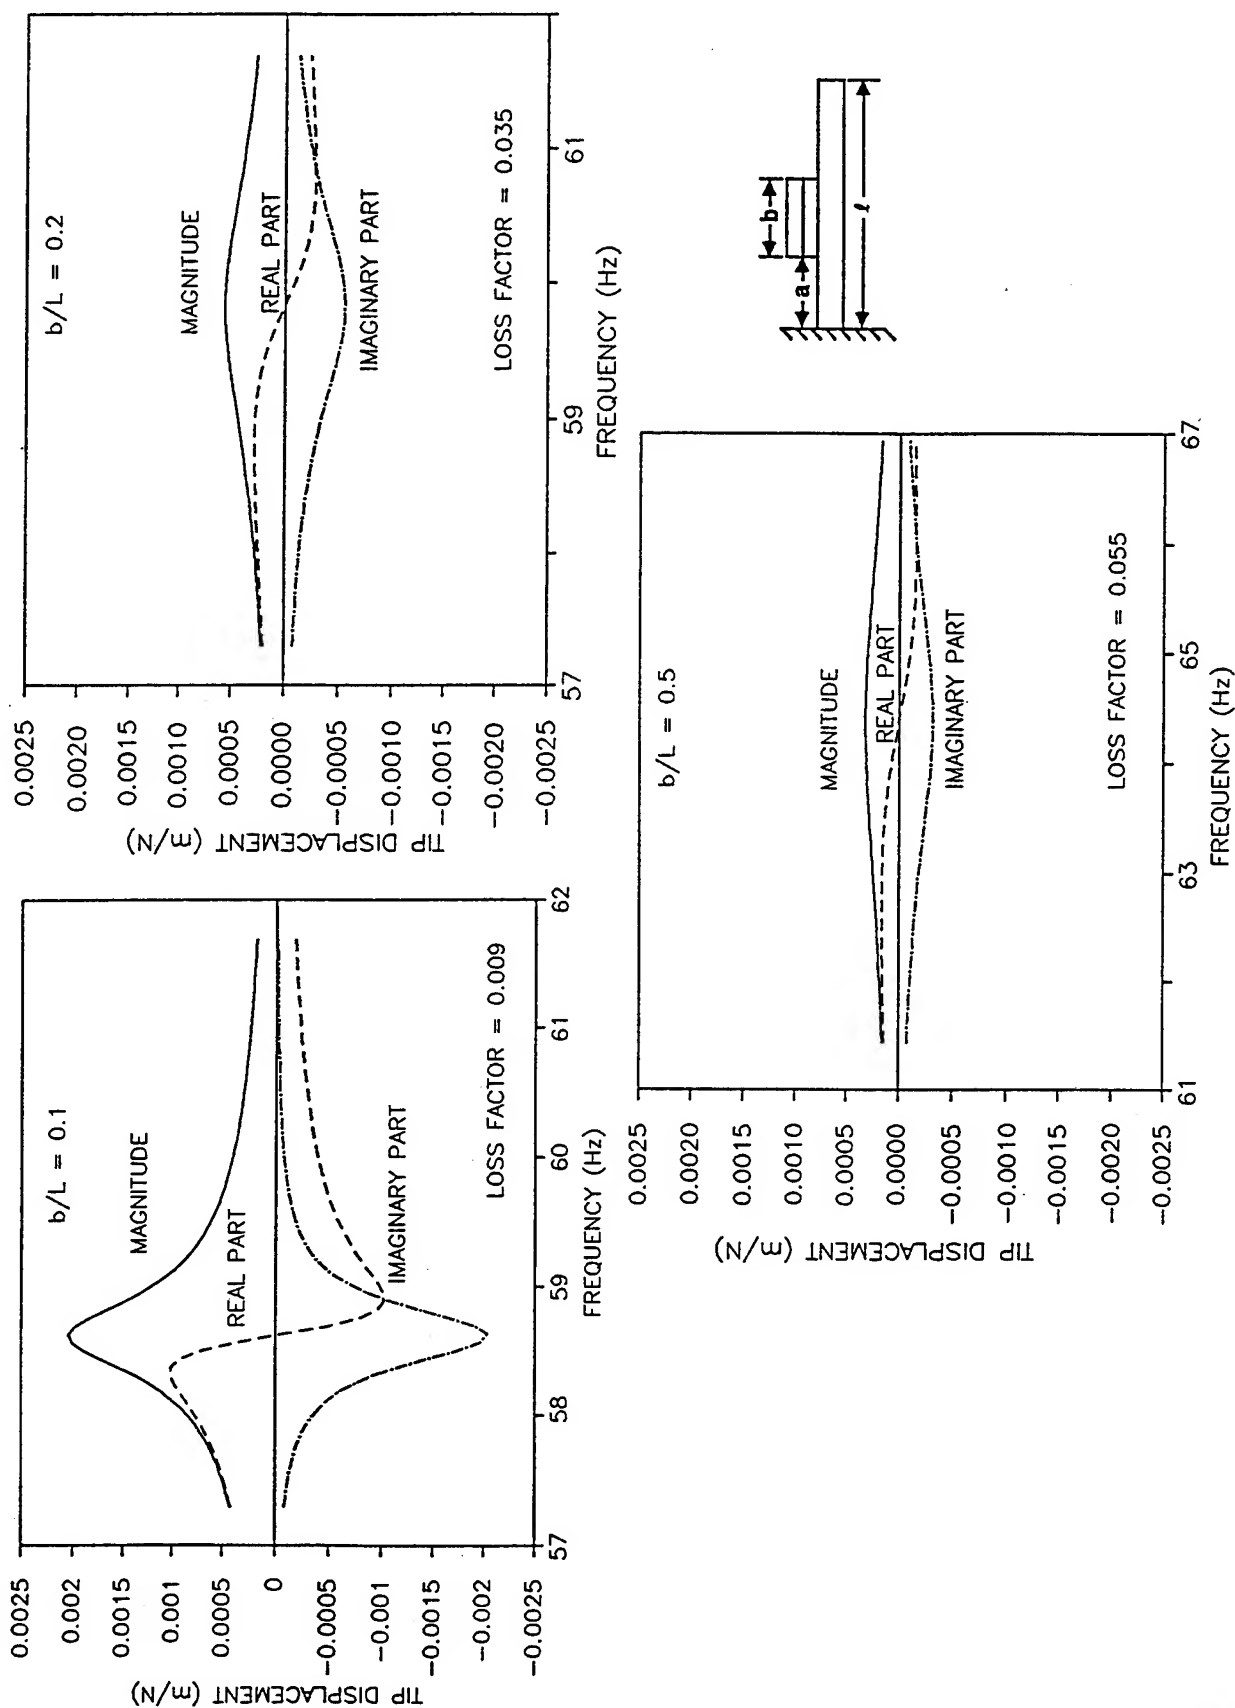 0.0025
0.002
0.0015
0.001
0.0005
0
−0.0005
−0.001
−0.0015
−0.002
−0.0025
TIP DISPLACEMENT (m/N)
b/L = 0.1
MAGNITUDE
REAL PART
IMAGINARY PART
LOSS FACTOR = 0.009
57
58
59
60
61
62
FREQUENCY (Hz)
0.0025
0.0020
0.0015
0.0010
0.0005
0.0000
−0.0005
−0.0010
−0.0015
−0.0020
−0.0025
TIP DISPLACEMENT (m/N)
b/L = 0.2
MAGNITUDE
REAL PART
IMAGINARY PART
LOSS FACTOR = 0.035
57
59
61
FREQUENCY (Hz)
0.0025
0.0020
0.0015
0.0010
0.0005
0.0000
−0.0005
−0.0010
−0.0015
−0.0020
−0.0025
TIP DISPLACEMENT (m/N)
b/L = 0.5
MAGNITUDE
REAL PART
IMAGINARY PART
LOSS FACTOR = 0.055
61
63
65
67
FREQUENCY (Hz)
a
b
ℓ